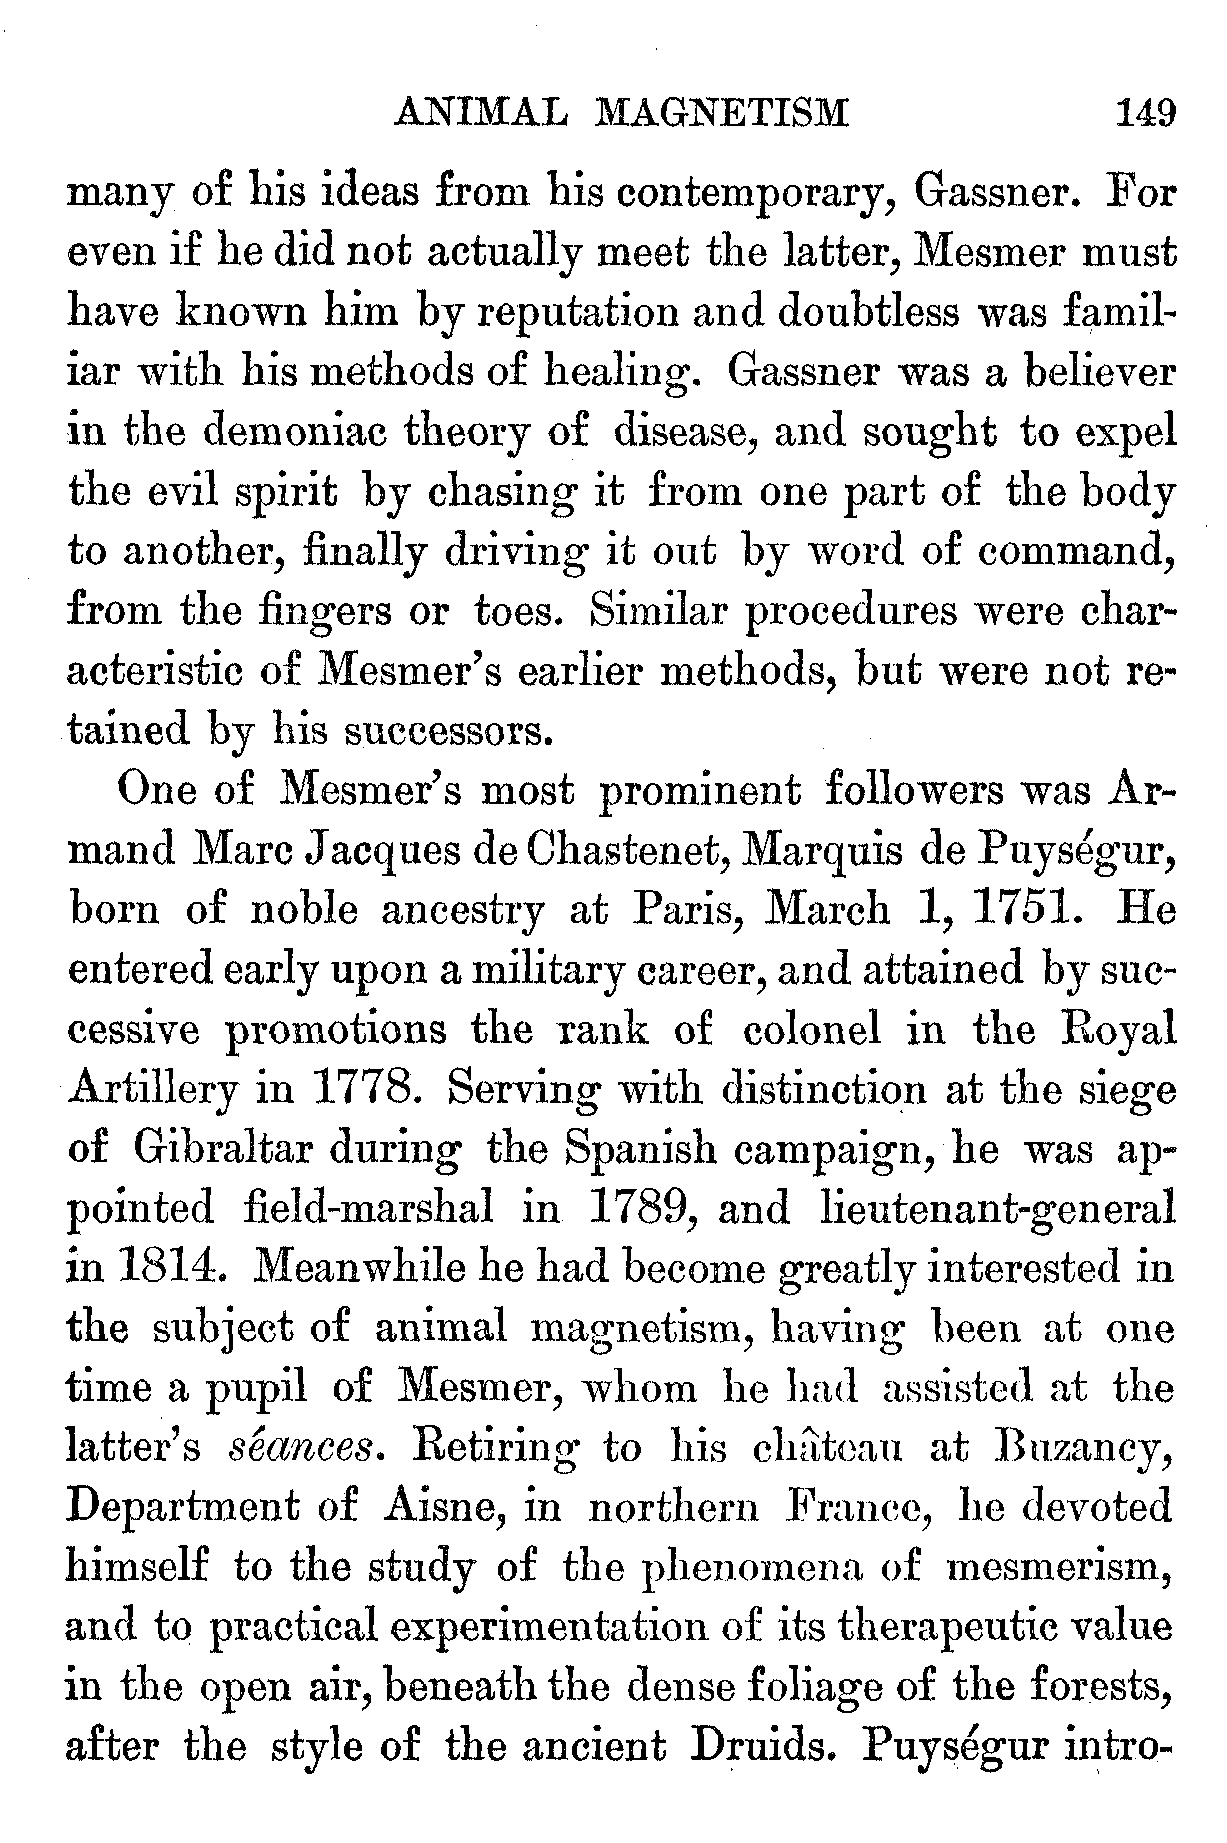 ANIMAL MAGNETISM 149
many of his ideas from his contemporary, Gassner. For
even if he did not actually meet the latter, Mesmer must
have known him by reputation and doubtless was famil-
iar with his methods of healing. Gassner was a believer
in the demoniac theory of disease, and sought to expel
the evil spirit by chasing it from one part of the body
to another, finally driving it out by word of command,
from the fingers or toes. Similar procedures were char-
acteristic of Mesmer's earlier methods, but were not re-
tained by his successors.
One of Mesmer's most prominent followers was Ar-
mand Marc Jacques de Chastenet, Marquis de Puységur,
born of noble ancestry at Paris, March 1, 1751. He
entered early upon a military career, and attained by suc-
cessive promotions the rank of colonel in the Royal
Artillery in 1778. Serving with distinction at the siege
of Gibraltar during the Spanish campaign, he was ap-
pointed field-marshal in 1789, and lieutenant-general
in 1814. Meanwhile he had become greatly interested in
the subject of animal magnetism, having been at one
time a pupil of Mesmer, whom he had assisted at the
latter's séances. Retiring to his château at Buzancy,
Department of Aisne, in northern France, he devoted
himself to the study of the phenomena of mesmerism,
and to practical experimentation of its therapeutic value
in the open air, beneath the dense foliage of the forests,
after the style of the ancient Druids. Puységur intro-